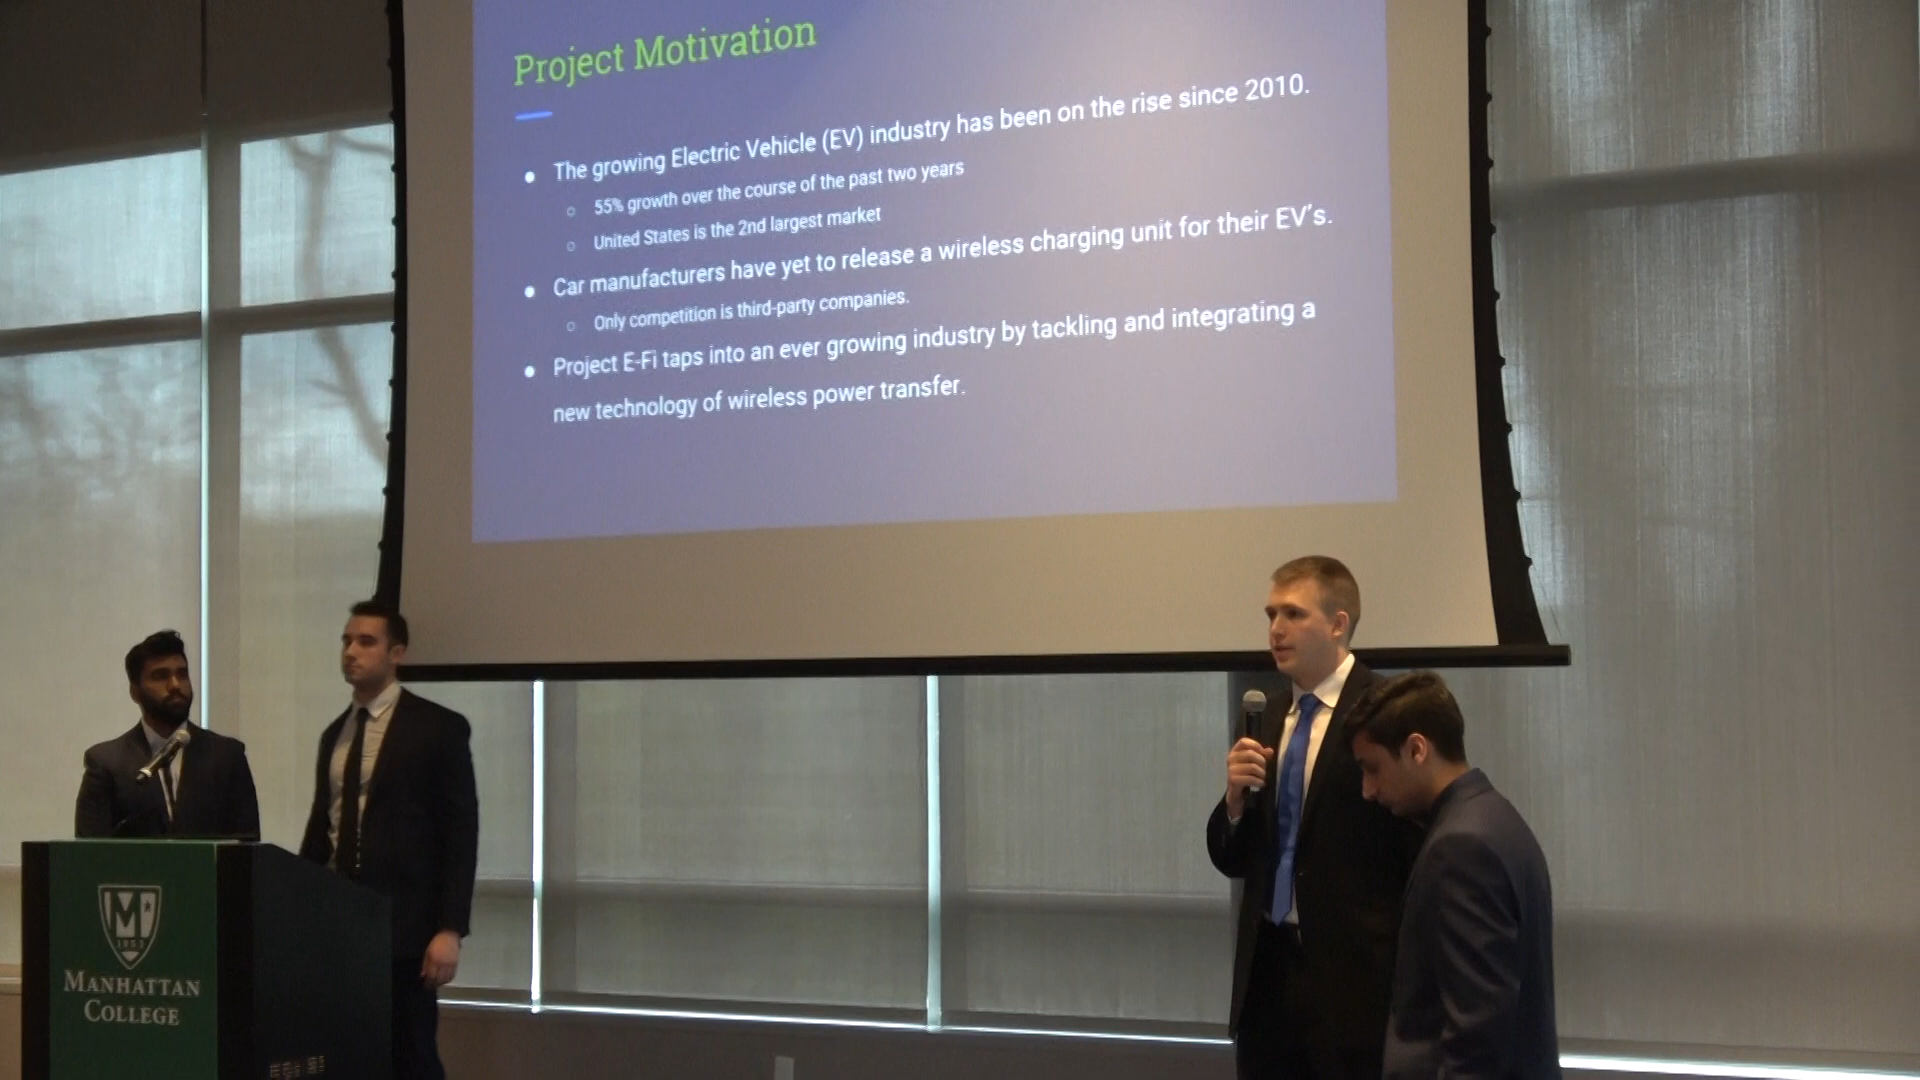 Project Motivation
● The growing Electric Vehicle (EV) industry has been on the rise since 2010.
○ 55% growth over the course of the past two years
○ United States is the 2nd largest market
● Car manufacturers have yet to release a wireless charging unit for their EV's.
○ Only competition is third-party companies.
● Project E-Fi taps into an ever growing industry by tackling and integrating a
new technology of wireless power transfer.
M
1853
MANHATTAN
COLLEGE